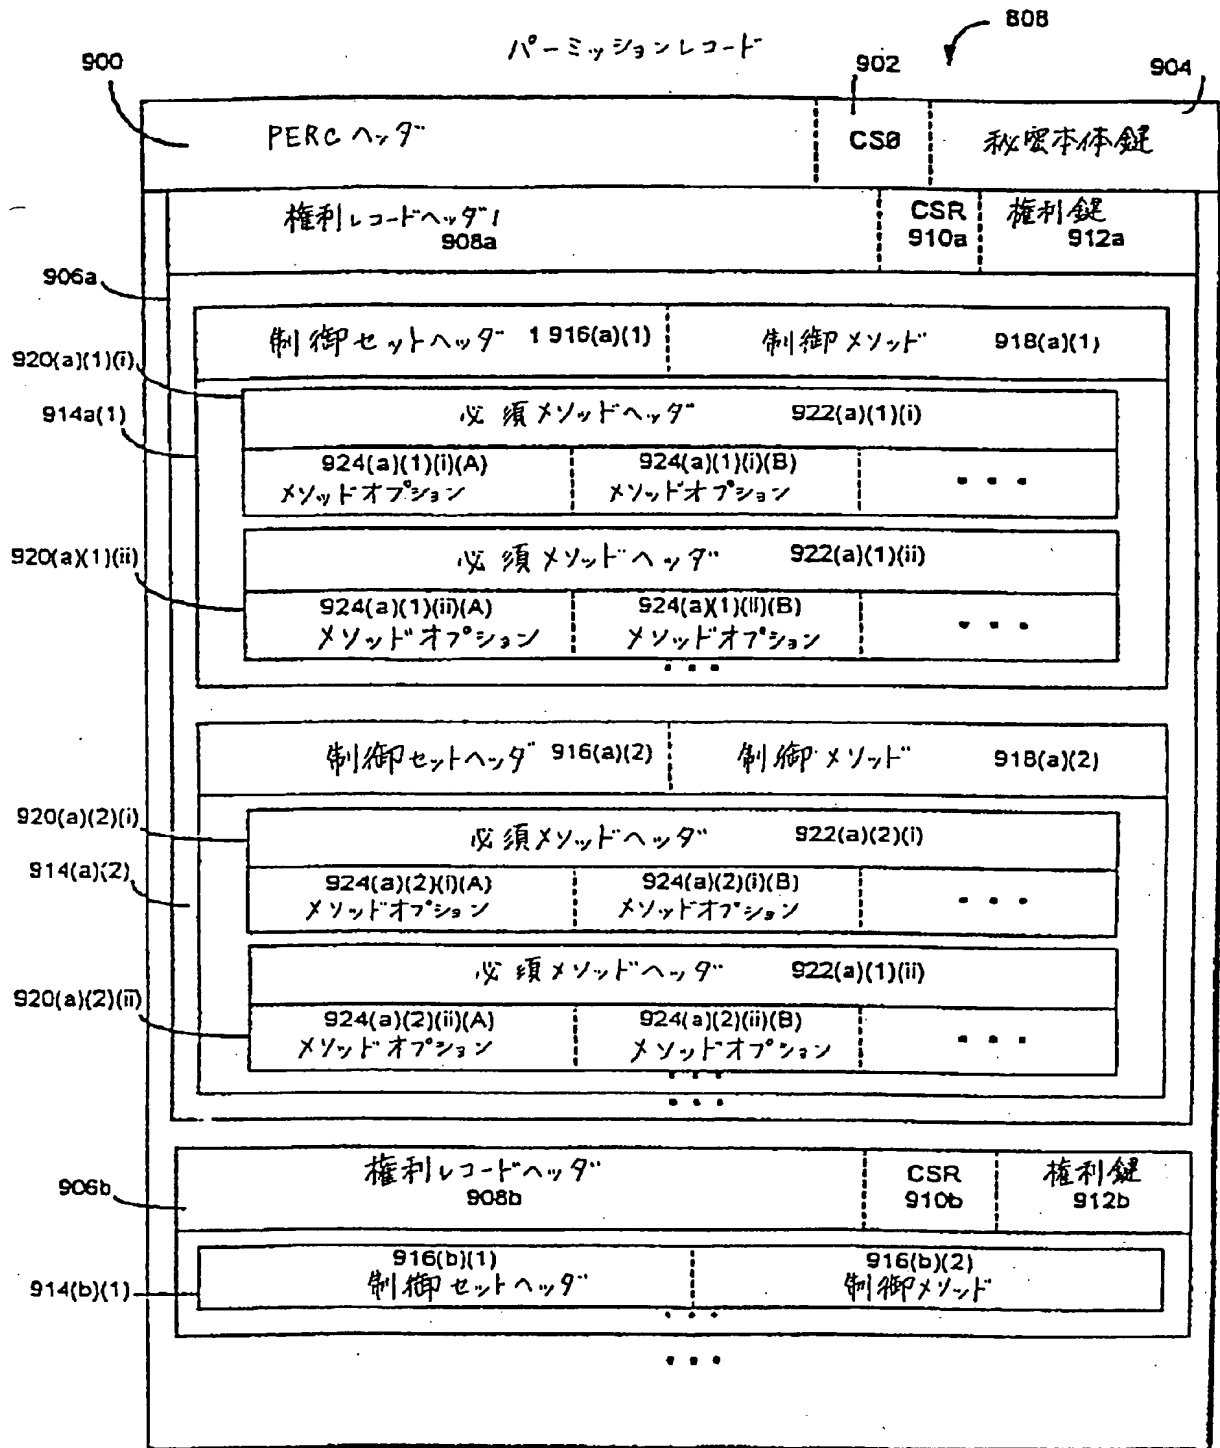 808
パーミッションレコード
900
902
904
PERC ヘッダ
CS0
秘密本体鍵
権利レコードヘッダ1
908a
CSR
910a
権利鍵
912a
906a
制御セットヘッダ 1 916(a)(1)
制御メソッド 918(a)(1)
920(a)(1)(i)
914a(1)
必須メソッドヘッダ 922(a)(1)(i)
924(a)(1)(i)(A)
メソッドオプション
924(a)(1)(i)(B)
メソッドオプション
...
920(a)(1)(ii)
必須メソッドヘッダ 922(a)(1)(ii)
924(a)(1)(ii)(A)
メソッドオプション
924(a)(1)(ii)(B)
メソッドオプション
...
...
制御セットヘッダ 916(a)(2)
制御メソッド 918(a)(2)
920(a)(2)(i)
914(a)(2)
必須メソッドヘッダ 922(a)(2)(i)
924(a)(2)(i)(A)
メソッドオプション
924(a)(2)(i)(B)
メソッドオプション
...
920(a)(2)(ii)
必須メソッドヘッダ 922(a)(1)(ii)
924(a)(2)(ii)(A)
メソッドオプション
924(a)(2)(ii)(B)
メソッドオプション
...
...
...
906b
権利レコードヘッダ
908b
CSR
910b
権利鍵
912b
914(b)(1)
916(b)(1)
制御セットヘッダ
916(b)(2)
制御メソッド
...
...